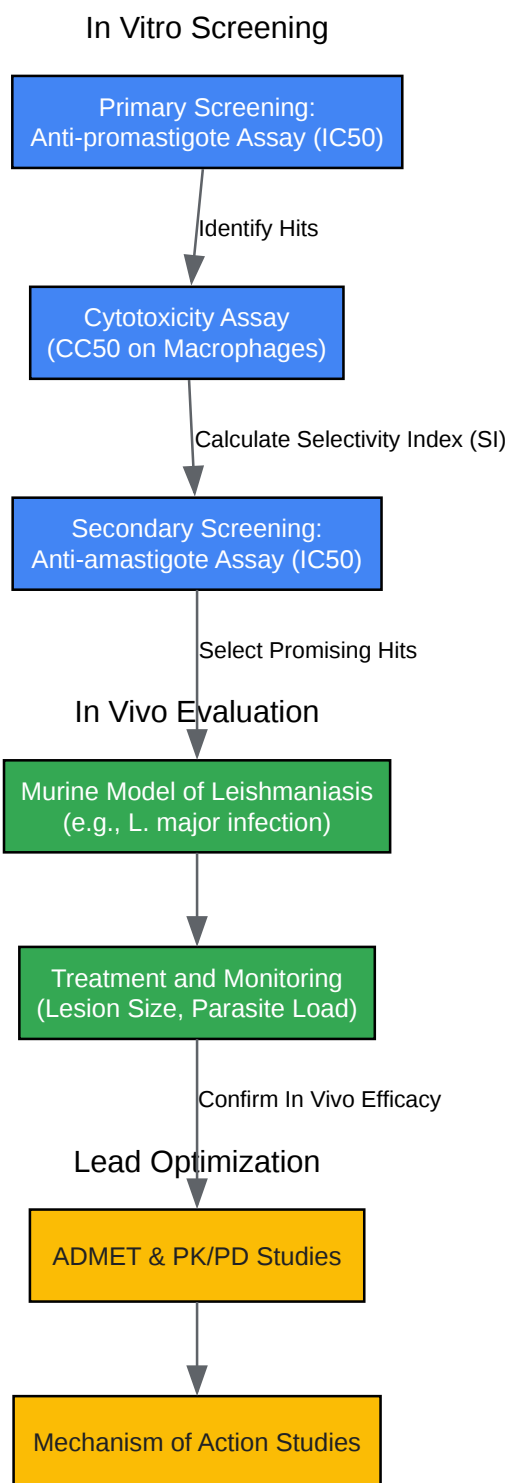 In Vitro Screening
Primary Screening:
Anti-promastigote Assay (IC50)
Identify Hits
Cytotoxicity Assay
(CC50 on Macrophages)
Calculate Selectivity Index (SI)
Secondary Screening:
Anti-amastigote Assay (IC50)
Select Promising Hits
In Vivo Evaluation
Murine Model of Leishmaniasis
(e.g., L. major infection)
Treatment and Monitoring
(Lesion Size, Parasite Load)
Confirm In Vivo Efficacy
Lead Optimization
ADMET & PK/PD Studies
Mechanism of Action Studies